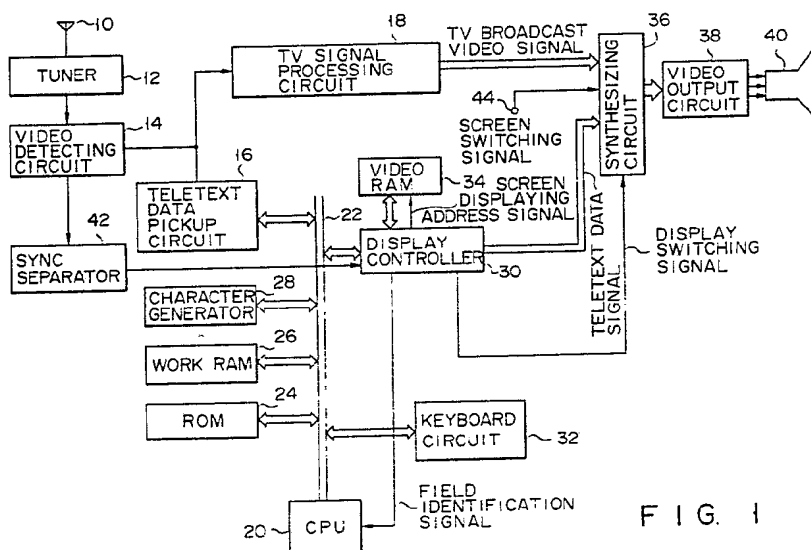 10
TUNER
12
VIDEO
DETECTING
CIRCUIT
14
18
TV SIGNAL
PROCESSING
CIRCUIT
TV BROADCAST
VIDEO SIGNAL
36
SYNTHESIZING
CIRCUIT
38
VIDEO
OUTPUT
CIRCUIT
40
44
SCREEN
SWITCHING
SIGNAL
16
TELETEXT
DATA
PICKUP
CIRCUIT
22
VIDEO
RAM
34
SCREEN
DISPLAYING
ADDRESS SIGNAL
DISPLAY
CONTROLLER
30
TELETEXT DATA
SIGNAL
DISPLAY
SWITCHING
SIGNAL
42
SYNC
SEPARATOR
28
CHARACTER
GENERATOR
26
WORK RAM
24
ROM
KEYBOARD
CIRCUIT
32
FIELD
IDENTIFICATION
SIGNAL
20
CPU
FIG. 1